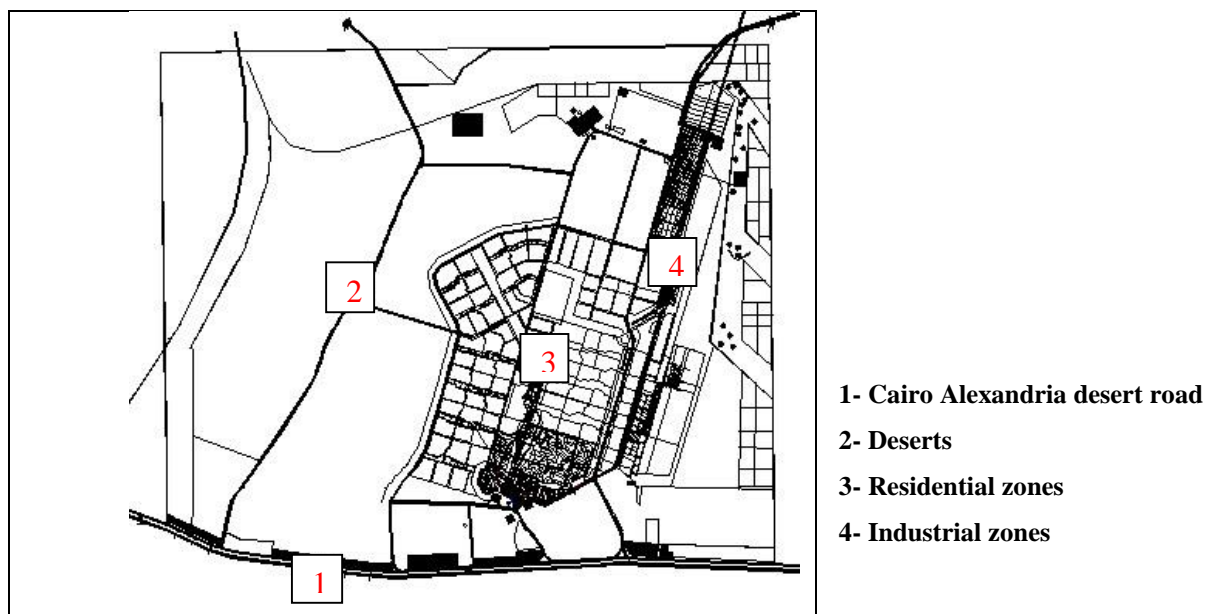 4
2
3
1
1- Cairo Alexandria desert road
2- Deserts
3- Residential zones
4- Industrial zones